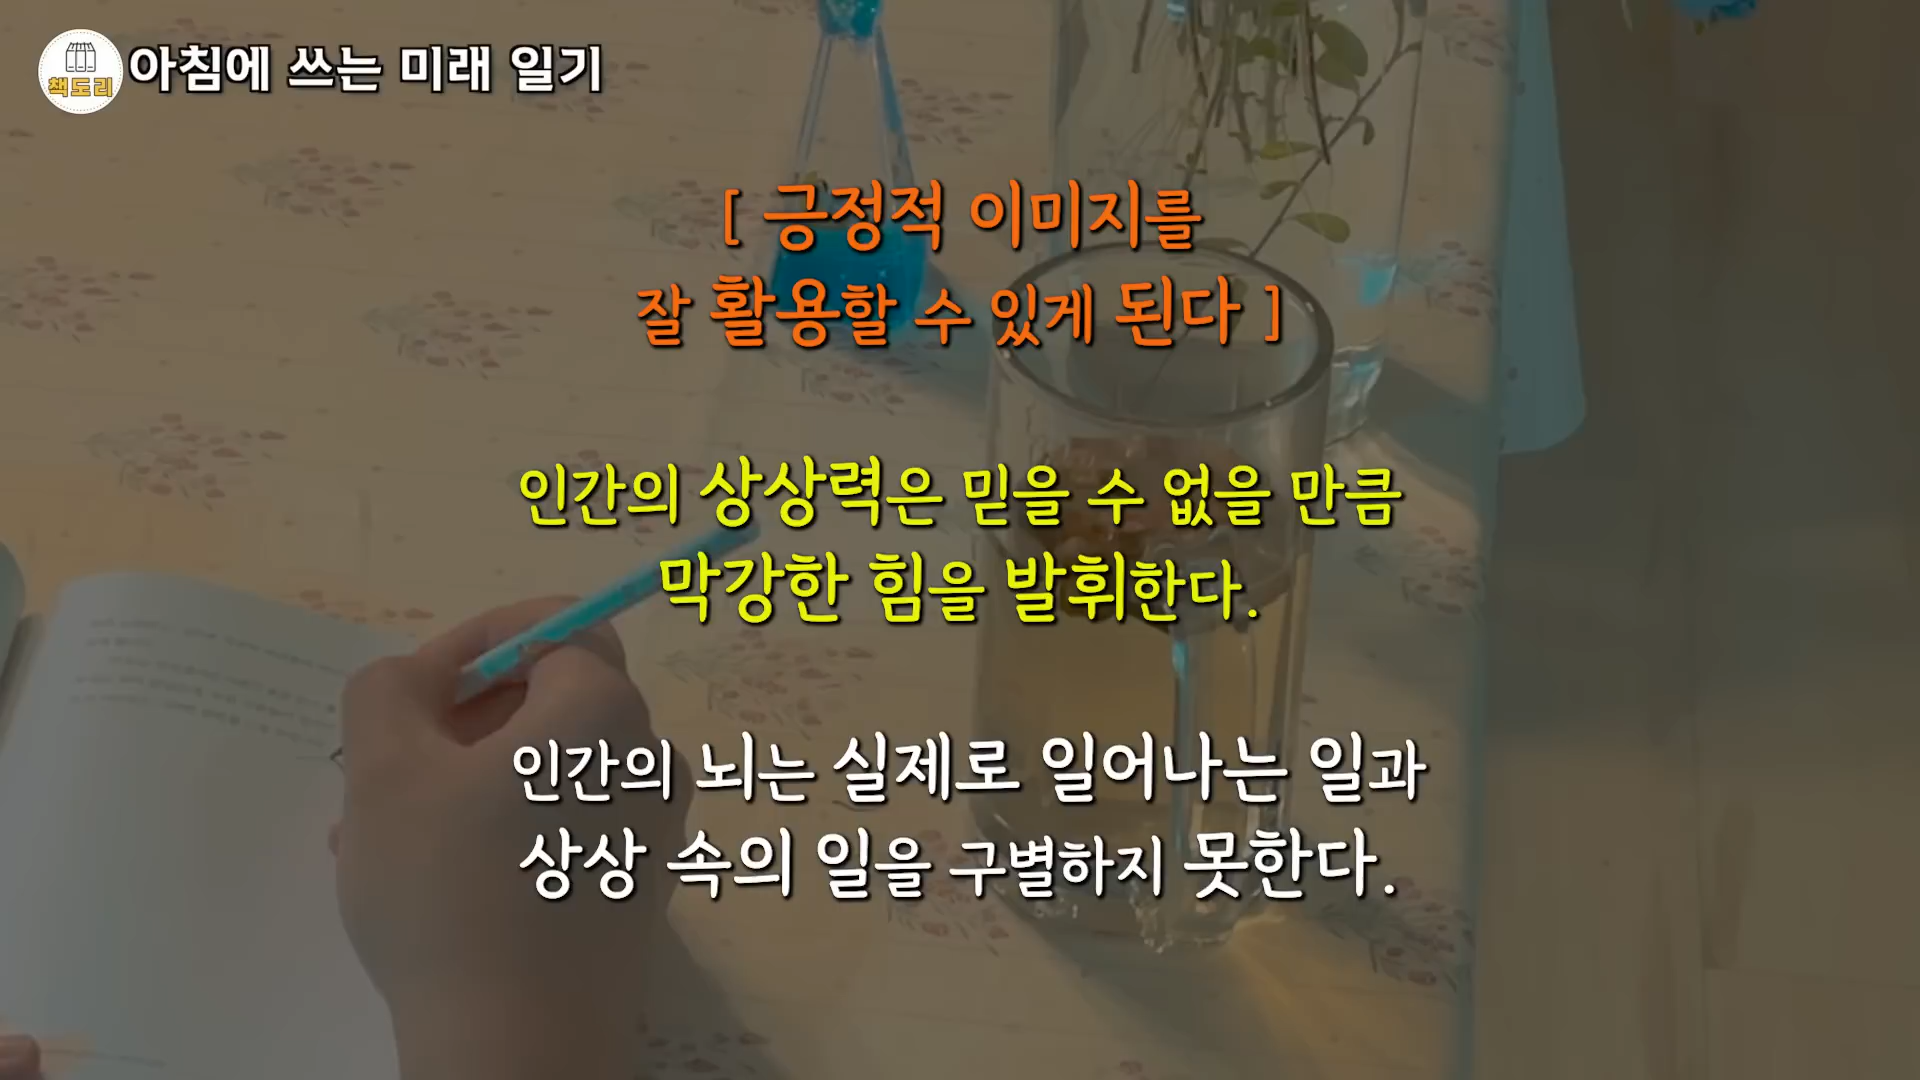 책도리
아침에 쓰는 미래 일기
[ 긍정적 이미지를
잘 활용할 수 있게 된다 ]
인간의 상상력은 믿을 수 없을 만큼
막강한 힘을 발휘한다.
인간의 뇌는 실제로 일어나는 일과
상상 속의 일을 구별하지 못한다.